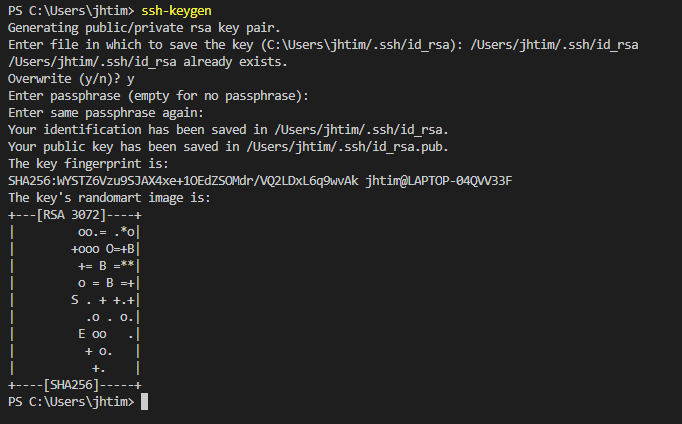 PS C:\Users\jhtim> ssh-keygen
Generating public/private rsa key pair.
Enter file in which to save the key (C:\Users\jhtim/.ssh/id_rsa): /Users/jhtim/.ssh/id_rsa
/Users/jhtim/.ssh/id_rsa already exists.
Overwrite (y/n)? y
Enter passphrase (empty for no passphrase):
Enter same passphrase again:
Your identification has been saved in /Users/jhtim/.ssh/id_rsa.
Your public key has been saved in /Users/jhtim/.ssh/id_rsa.pub.
The key fingerprint is:
SHA256:WYSTZ6Vzu9SJAX4xe+1OEdZSOMdr/VQ2LDxL6q9wvAk jhtim@LAPTOP-04QVV33F
The key's randomart image is:
+---[RSA 3072]----+
|        oo.= .*o|
|       +ooo O=+B|
|        += B =**|
|        o = B =+|
|       S . + +.+|
|         .o . o.|
|        E oo   .|
|         + o.   |
|          +.    |
+----[SHA256]-----+
PS C:\Users\jhtim>